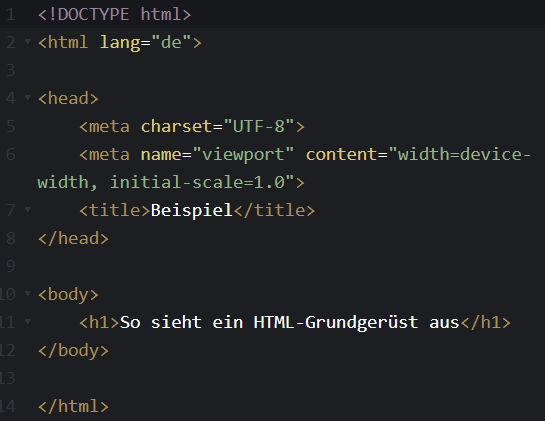 1 <!DOCTYPE html>
2 <html lang="de">
3
4 <head>
5     <meta charset="UTF-8">
6     <meta name="viewport" content="width=device-
width, initial-scale=1.0">
7     <title>Beispiel</title>
8 </head>
9
10 <body>
11     <h1>So sieht ein HTML-Grundgerüst aus</h1>
12 </body>
13
14 </html>